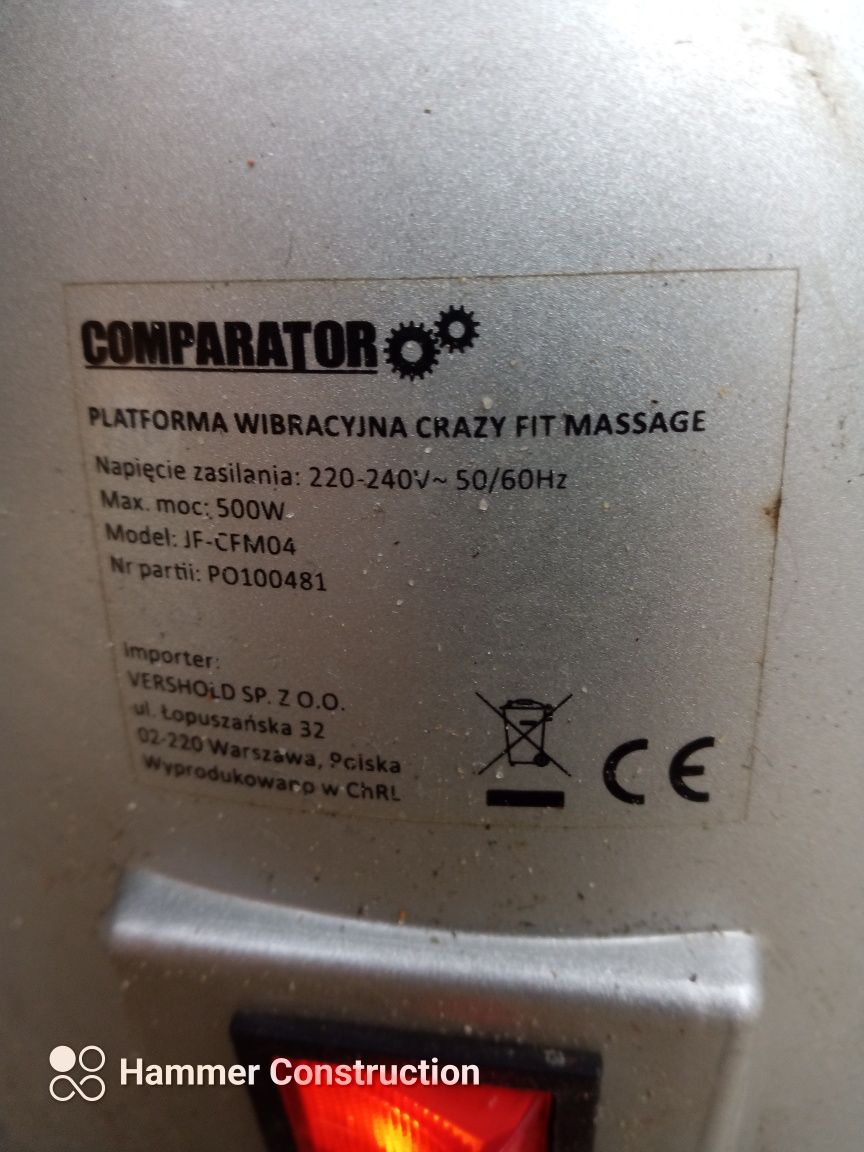 COMPARATOR
PLATFORMA WIBRACYJNA CRAZY FIT MASSAGE
Napięcie zasilania: 220-240V~ 50/60Hz
Max. moc: 500W
Model: JF-CFM04
Nr partii: PO100481
Importer:
VERSHOLD SP. Z O.O.
ul. Łopuszańska 32
02-220 Warszawa, Polska
Wyprodukowano w ChRL
CE
Hammer Construction